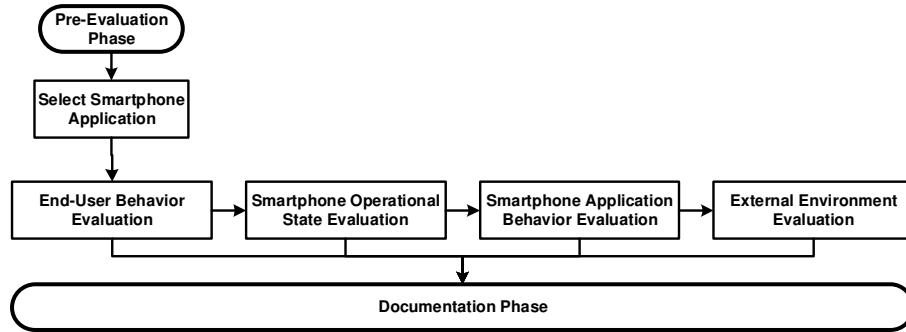 Pre-Evaluation
Phase
Select Smartphone
Application
End-User Behavior
Evaluation
Smartphone Operational
State Evaluation
Smartphone Application
Behavior Evaluation
External Environment
Evaluation
Documentation Phase